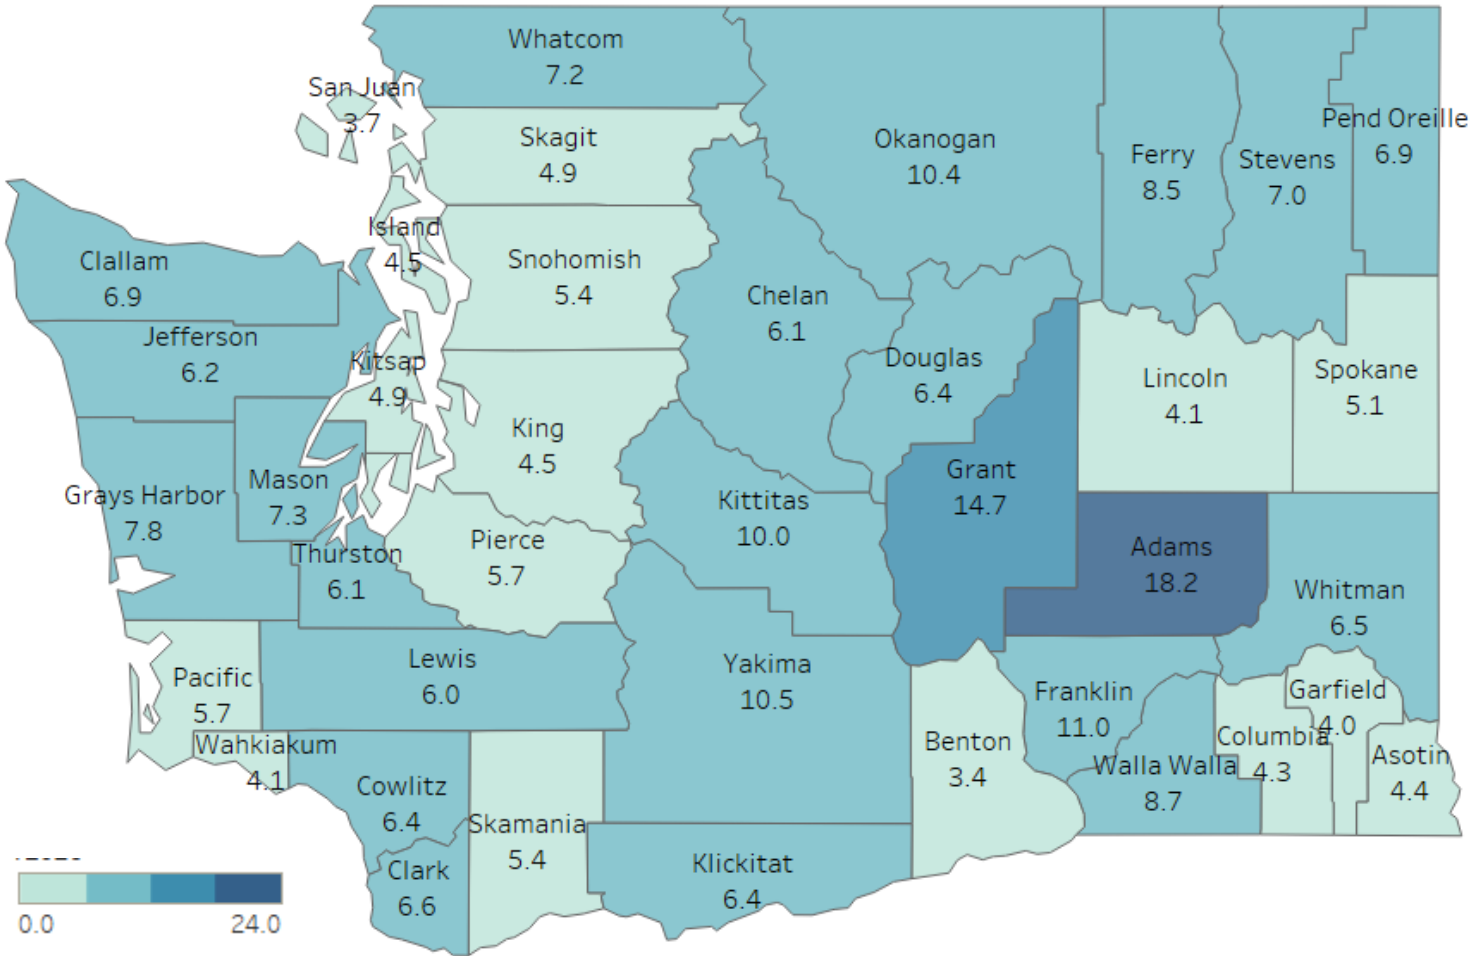 Whatcom
7.2
San Juan
3.7
Skagit
4.9
Okanogan
10.4
Ferry
8.5
Stevens
7.0
Pend Oreille
6.9
Island
4.5
Clallam
6.9
Snohomish
5.4
Chelan
6.1
Jefferson
6.2
Kitsap
4.9
Douglas
6.4
Lincoln
4.1
Spokane
5.1
King
4.5
Grant
14.7
Grays Harbor
7.8
Mason
7.3
Kittitas
10.0
Pierce
5.7
Thurston
6.1
Adams
18.2
Whitman
6.5
Pacific
5.7
Lewis
6.0
Yakima
10.5
Franklin
11.0
Garfield
4.0
Wahkiakum
4.1
Benton
3.4
Columbia
4.3
Walla Walla
8.7
Asotin
4.4
Cowlitz
6.4
Skamania
5.4
Clark
6.6
Klickitat
6.4
0.0 24.0